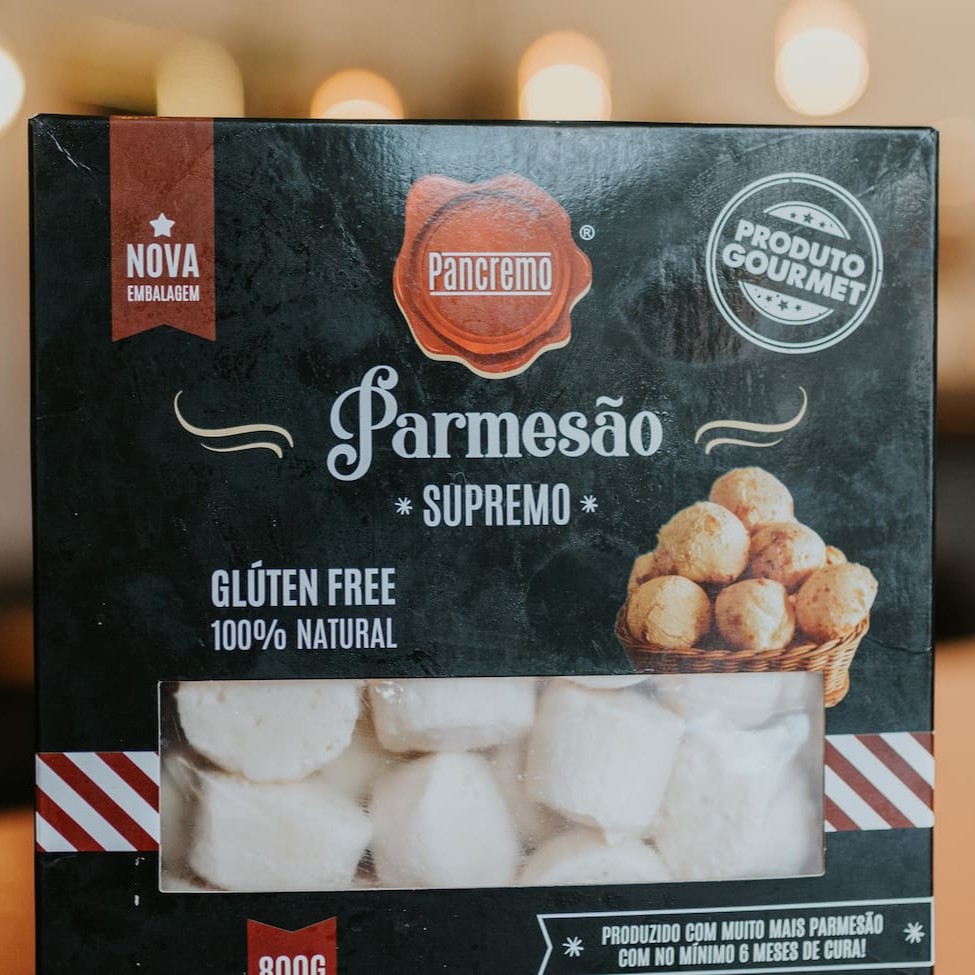 NOVA
EMBALAGEM
Pancremo
®
PRODUTO
GOURMET
Parmesão
* SUPREMO *
GLÚTEN FREE
100% NATURAL
800G
* PRODUZIDO COM MUITO MAIS PARMESÃO *
COM NO MÍNIMO 6 MESES DE CURA!